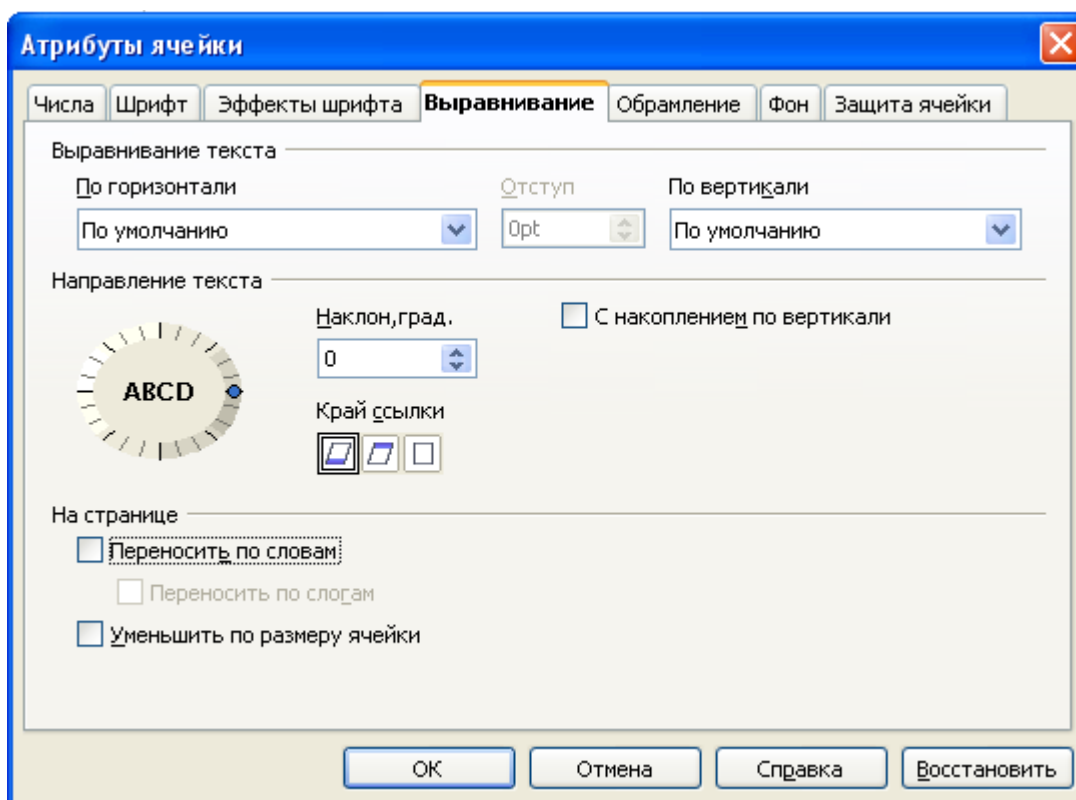 Атрибуты ячейки
Числа Шрифт Эффекты шрифта Выравнивание Обрамление Фон Защита ячейки
Выравнивание текста
По горизонтали Отступ По вертикали
По умолчанию 0pt По умолчанию
Направление текста
Наклон,град. С накоплением по вертикали
ABCD 0
Край ссылки
На странице
Переносить по словам
Переносить по слогам
Уменьшить по размеру ячейки
ОК Отмена Справка Восстановить